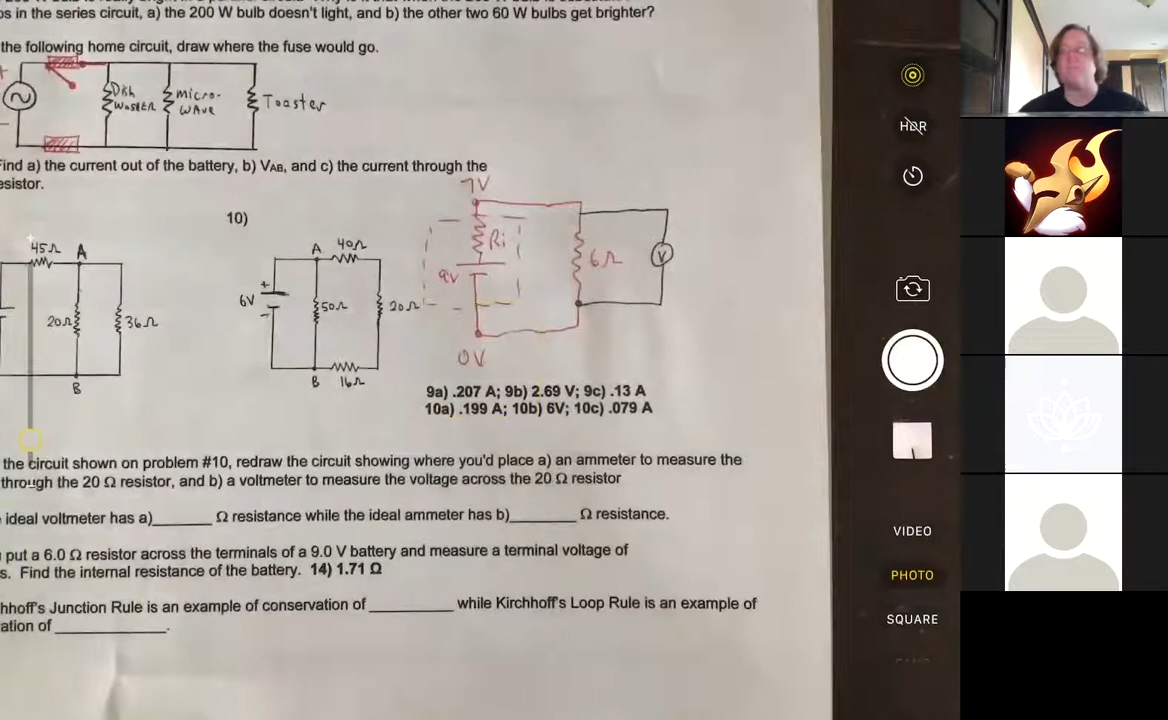 os in the series circuit, a) the 200 W bulb doesn't light, and b) the other two 60 W bulbs get brighter?
the following home circuit, draw where the fuse would go.
+
Dish
washer
micro-
wave
Toaster
-
Find a) the current out of the battery, b) VAB, and c) the current through the
esistor.
10)
45Ω
A
20Ω
36Ω
B
A
40Ω
6V
+
-
50Ω
20Ω
B
16Ω
7V
Ri
9V
6Ω
V
0V
9a) .207 A; 9b) 2.69 V; 9c) .13 A
10a) .199 A; 10b) 6V; 10c) .079 A
the circuit shown on problem #10, redraw the circuit showing where you'd place a) an ammeter to measure the
through the 20 Ω resistor, and b) a voltmeter to measure the voltage across the 20 Ω resistor
ideal voltmeter has a)_______ Ω resistance while the ideal ammeter has b)________ Ω resistance.
put a 6.0 Ω resistor across the terminals of a 9.0 V battery and measure a terminal voltage of
s. Find the internal resistance of the battery. 14) 1.71 Ω
hhoff's Junction Rule is an example of conservation of __________ while Kirchhoff's Loop Rule is an example of
ation of _____________.
HDR
VIDEO
PHOTO
SQUARE